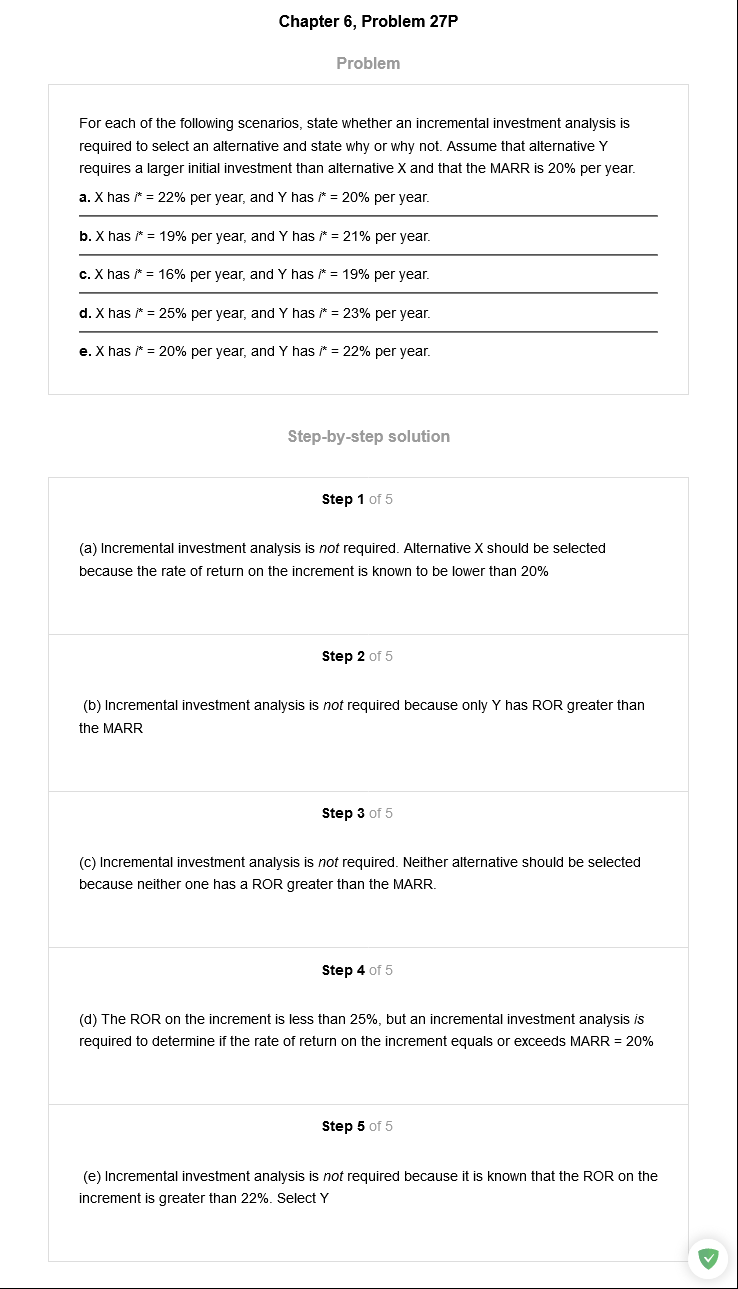 Chapter 6, Problem 27P
Problem
For each of the following scenarios, state whether an incremental investment analysis is
required to select an alternative and state why or why not. Assume that alternative Y
requires a larger initial investment than alternative X and that the MARR is 20% per year.
a. X has i* = 22% per year, and Y has i* = 20% per year.
b. X has i* = 19% per year, and Y has i* = 21% per year.
c. X has i* = 16% per year, and Y has i* = 19% per year.
d. X has i* = 25% per year, and Y has i* = 23% per year.
e. X has i* = 20% per year, and Y has i* = 22% per year.
Step-by-step solution
Step 1 of 5
(a) Incremental investment analysis is not required. Alternative X should be selected
because the rate of return on the increment is known to be lower than 20%
Step 2 of 5
(b) Incremental investment analysis is not required because only Y has ROR greater than
the MARR
Step 3 of 5
(c) Incremental investment analysis is not required. Neither alternative should be selected
because neither one has a ROR greater than the MARR.
Step 4 of 5
(d) The ROR on the increment is less than 25%, but an incremental investment analysis is
required to determine if the rate of return on the increment equals or exceeds MARR = 20%
Step 5 of 5
(e) Incremental investment analysis is not required because it is known that the ROR on the
increment is greater than 22%. Select Y